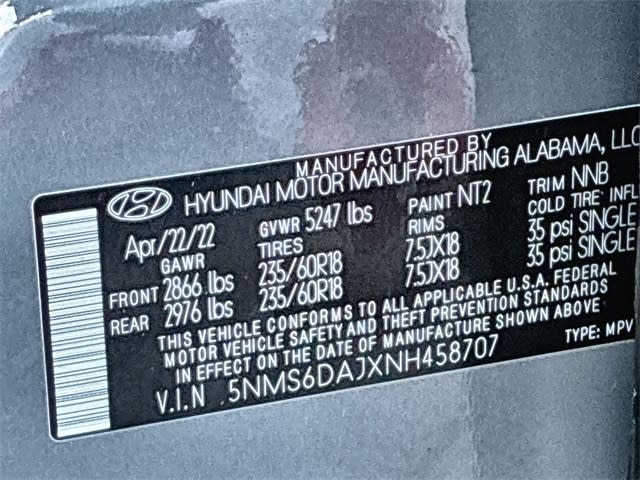 MANUFACTURED BY
HYUNDAI MOTOR MANUFACTURING ALABAMA, LLC
Apr/22/22 GVWR 5247 lbs PAINT NT2 TRIM NNB
GAWR TIRES RIMS COLD TIRE INFL
FRONT 2866 lbs 235/60R18 7.5JX18 35 psi SINGLE
REAR 2976 lbs 235/60R18 7.5JX18 35 psi SINGLE
THIS VEHICLE CONFORMS TO ALL APPLICABLE U.S.A. FEDERAL
MOTOR VEHICLE SAFETY AND THEFT PREVENTION STANDARDS
IN EFFECT ON THE DATE OF MANUFACTURE SHOWN ABOVE
V.I.N 5NMS6DAJXNH458707 TYPE: MPV